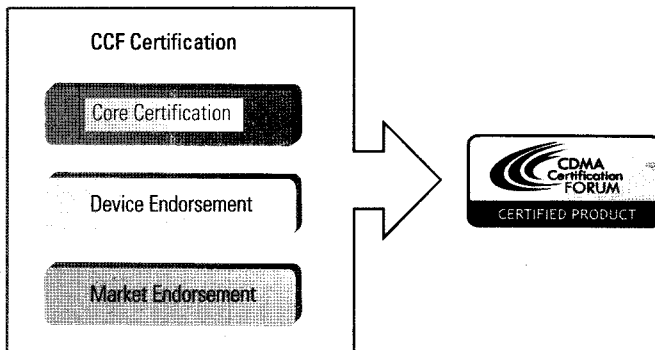 CCF Certification
Core Certification
Device Endorsement
Market Endorsement
CDMA
Certification
FORUM
CERTIFIED PRODUCT